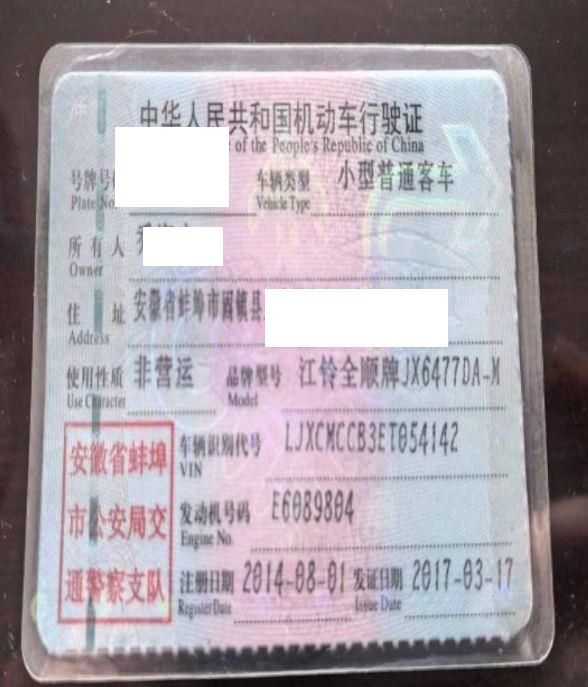 中华人民共和国机动车行驶证
e of the People's Republic of China
号牌号 车辆类型 小型普通客车
Plate No. Vehicle Type
所有人
Owner
住 址 安徽省蚌埠市固镇县
Address
使用性质 非营运 品牌型号 江铃全顺牌JX6477DA-M
Use Character Model
安徽省蚌埠 车辆识别代号 LJXCMCCB3ET054142
VIN
市公安局交 发动机号码 E6089804
Engine No.
通警察支队 注册日期 2014-08-01 发证日期 2017-03-17
Register Date Issue Date